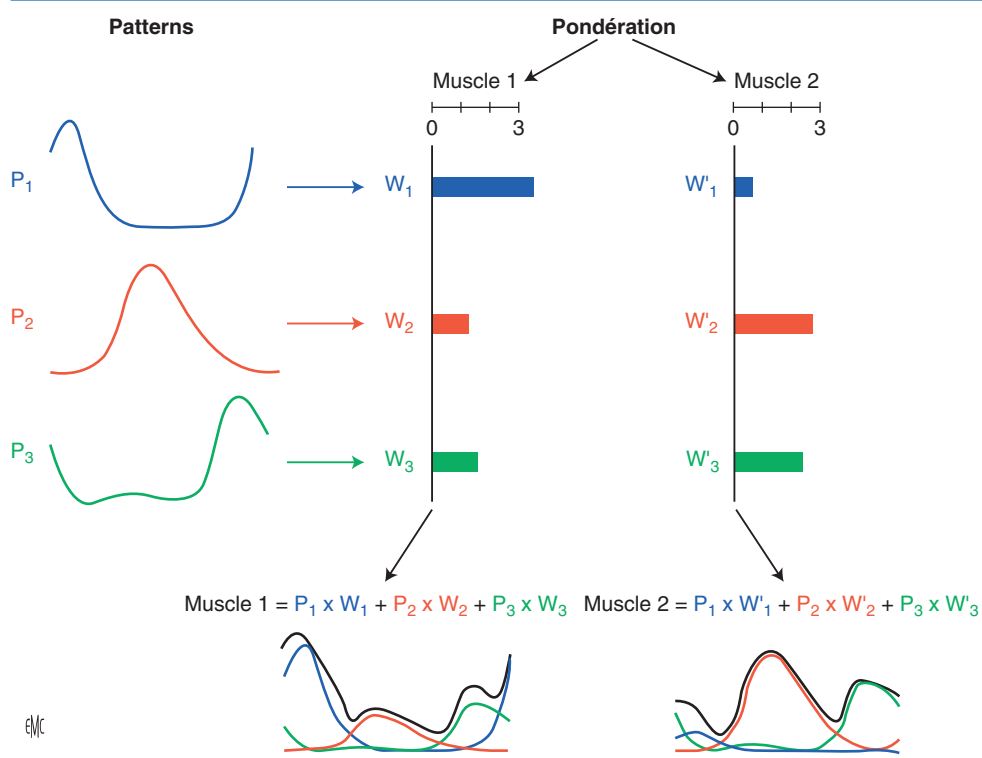 Patterns
Pondération
Muscle 1
Muscle 2
0 3
0 3
P1
W1
W'1
P2
W2
W'2
P3
W3
W'3
Muscle 1 = P1 x W1 + P2 x W2 + P3 x W3
Muscle 2 = P1 x W'1 + P2 x W'2 + P3 x W'3
EMC